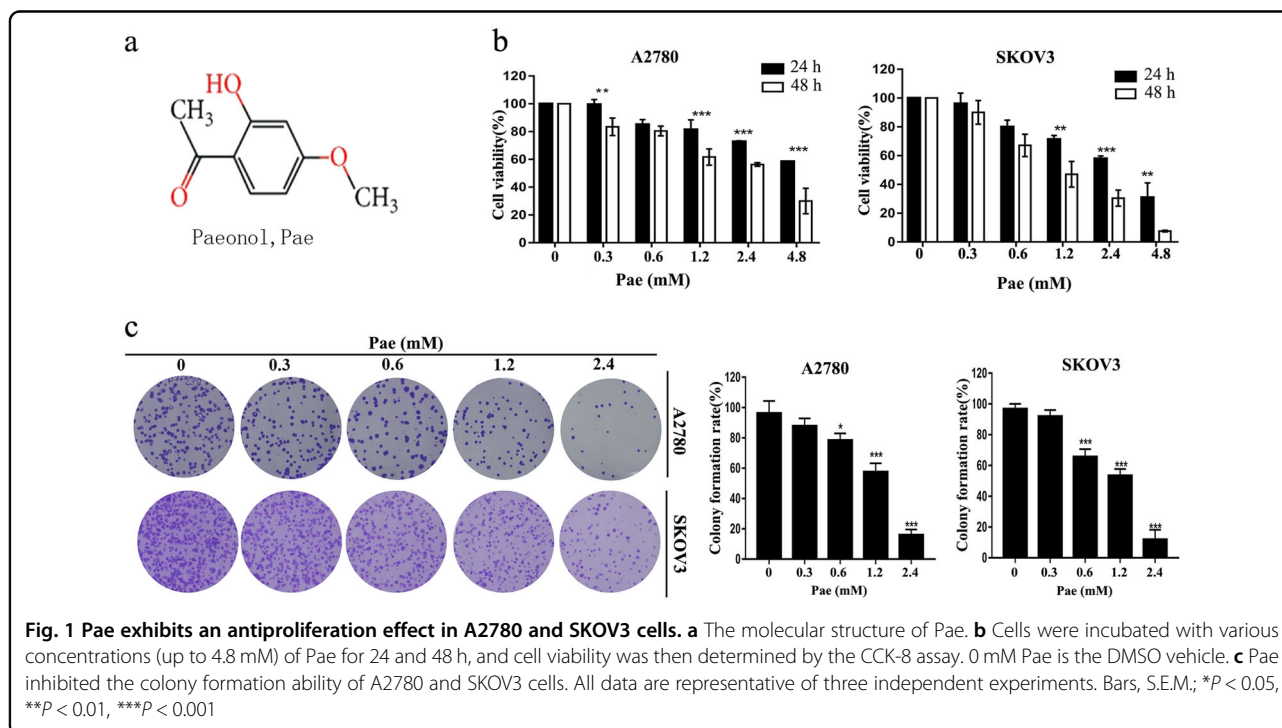 a
HO
CH₃
O
O
CH₃
Paeonol, Pae
b
A2780
24 h
48 h
Cell viability(%)
120
100
80
60
40
20
0
**
***
***
***
0 0.3 0.6 1.2 2.4 4.8
Pae (mM)
SKOV3
24 h
48 h
Cell viability(%)
120
100
80
60
40
20
0
**
***
**
0 0.3 0.6 1.2 2.4 4.8
Pae (mM)
c
Pae (mM)
0 0.3 0.6 1.2 2.4
A2780
SKOV3
A2780
Colony formation rate(%)
120
100
80
60
40
20
0
*
***
***
0 0.3 0.6 1.2 2.4
Pae (mM)
SKOV3
Colony formation rate(%)
120
100
80
60
40
20
0
***
***
***
0 0.3 0.6 1.2 2.4
Pae (mM)
Fig. 1 Pae exhibits an antiproliferation effect in A2780 and SKOV3 cells. a The molecular structure of Pae. b Cells were incubated with various
concentrations (up to 4.8 mM) of Pae for 24 and 48 h, and cell viability was then determined by the CCK-8 assay. 0 mM Pae is the DMSO vehicle. c Pae
inhibited the colony formation ability of A2780 and SKOV3 cells. All data are representative of three independent experiments. Bars, S.E.M.; *P < 0.05,
**P < 0.01, ***P < 0.001